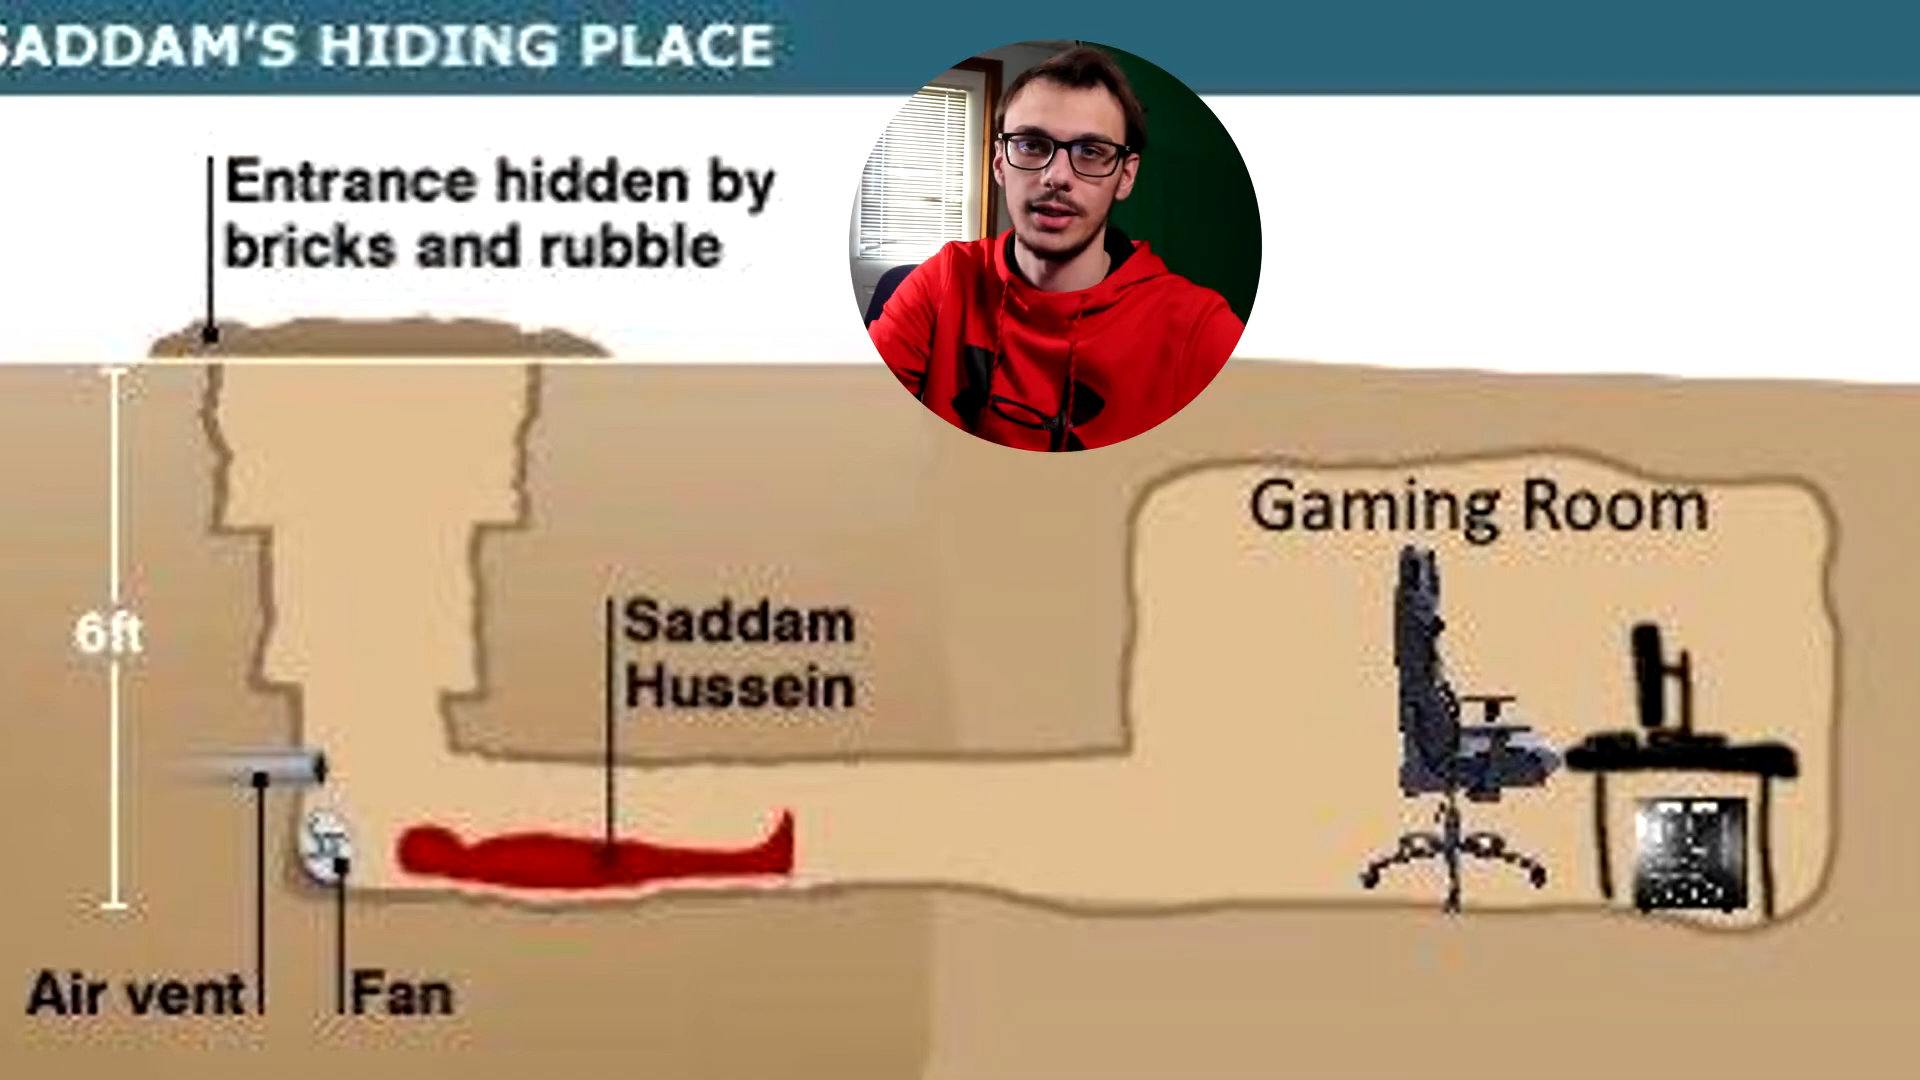 SADDAM'S HIDING PLACE
Entrance hidden by
bricks and rubble
Gaming Room
6ft
Saddam
Hussein
Air vent
Fan